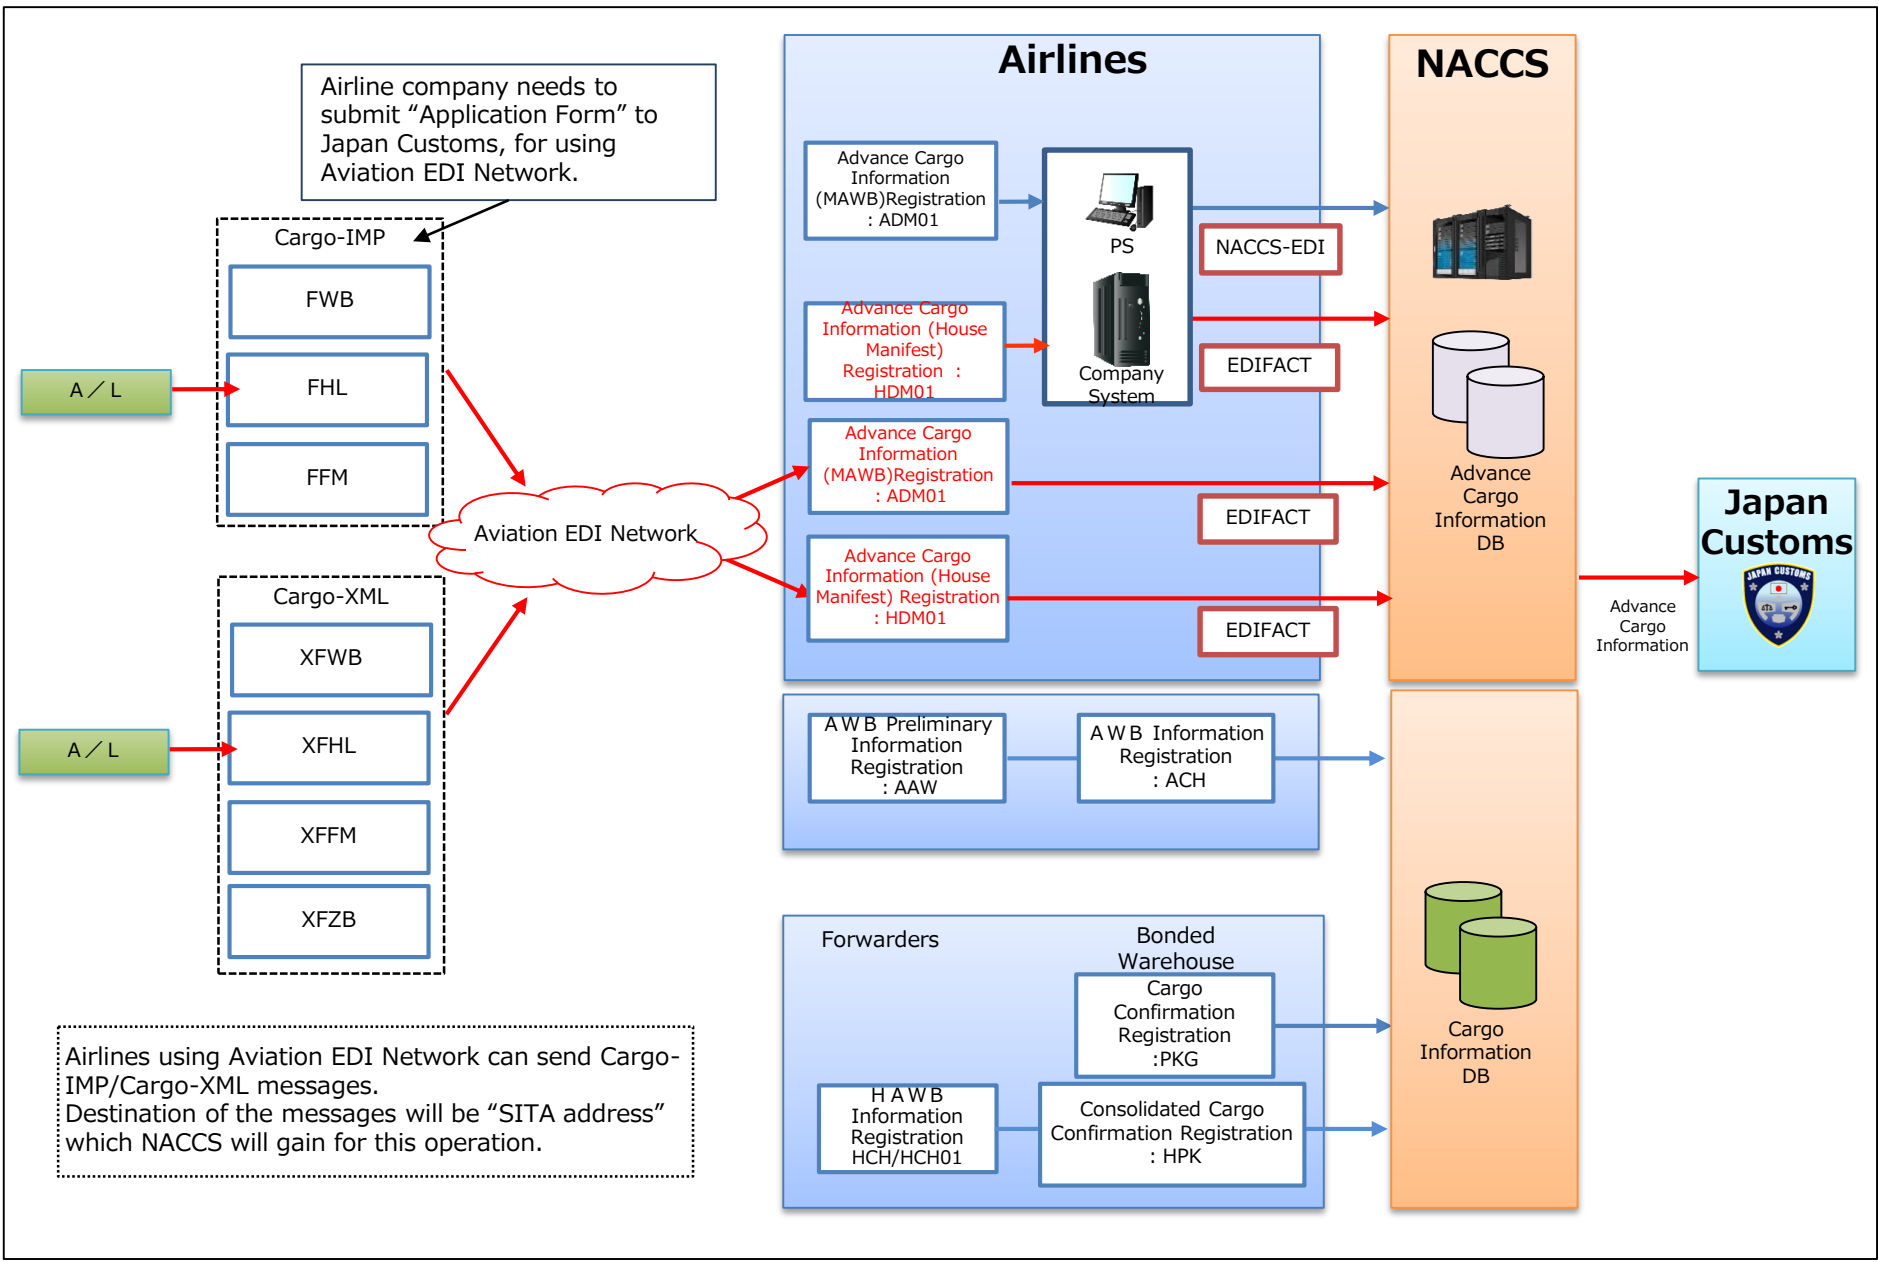 Airline company needs to
submit “Application Form” to
Japan Customs, for using
Aviation EDI Network.
Cargo-IMP
FWB
FHL
FFM
A／L
Cargo-XML
XFWB
XFHL
XFFM
XFZB
A／L
Aviation EDI Network
Airlines using Aviation EDI Network can send Cargo-
IMP/Cargo-XML messages.
Destination of the messages will be “SITA address”
which NACCS will gain for this operation.
Airlines
Advance Cargo
Information
(MAWB)Registration
: ADM01
PS
Company
System
NACCS-EDI
Advance Cargo
Information (House
Manifest)
Registration :
HDM01
EDIFACT
Advance Cargo
Information
(MAWB)Registration
: ADM01
EDIFACT
Advance Cargo
Information (House
Manifest) Registration
: HDM01
EDIFACT
ＡＷＢ Preliminary
Information
Registration
: AAW
ＡＷＢ Information
Registration
: ACH
Forwarders
Bonded
Warehouse
Cargo
Confirmation
Registration
:PKG
ＨＡＷＢ
Information
Registration
HCH/HCH01
Consolidated Cargo
Confirmation Registration
: HPK
NACCS
Advance
Cargo
Information
DB
Cargo
Information
DB
Advance
Cargo
Information
Japan
Customs
JAPAN CUSTOMS